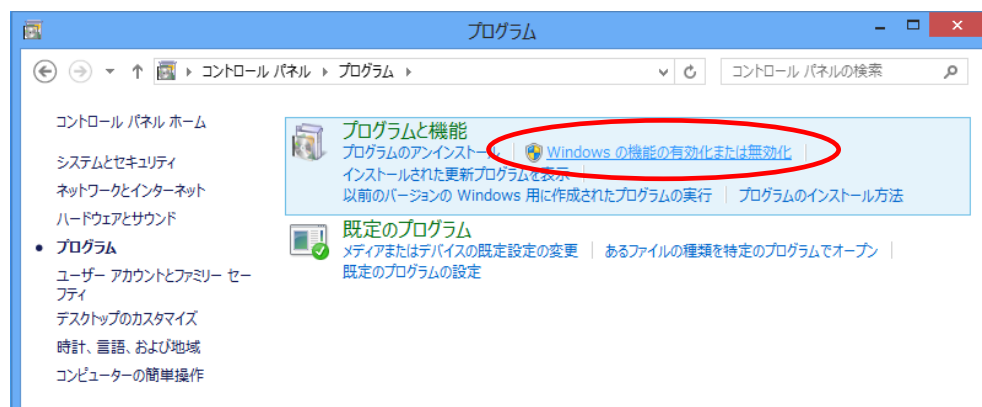 プログラム
コントロール パネル プログラム
コントロール パネルの検索
コントロール パネル ホーム
システムとセキュリティ
ネットワークとインターネット
ハードウェアとサウンド
プログラム
ユーザー アカウントとファミリー セー
フティ
デスクトップのカスタマイズ
時計、言語、および地域
コンピューターの簡単操作
プログラムと機能
プログラムのアンインストール Windows の機能の有効化または無効化
インストールされた更新プログラムを表示
以前のバージョンの Windows 用に作成されたプログラムの実行 プログラムのインストール方法
既定のプログラム
メディアまたはデバイスの既定設定の変更 あるファイルの種類を特定のプログラムでオープン
既定のプログラムの設定